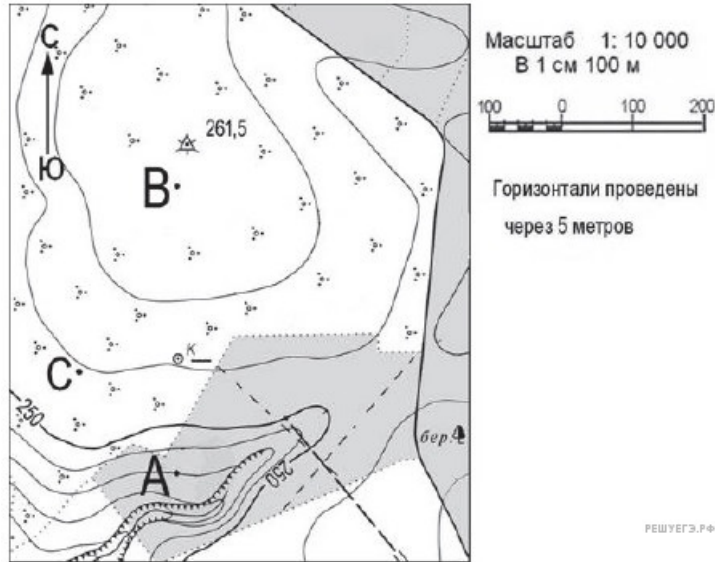 С
Ю
261,5
В
К
С
250
А
250
бер.
Масштаб 1: 10 000
В 1 см 100 м
100 0 100 200
Горизонтали проведены
через 5 метров
РЕШУЕГЭ.РФ